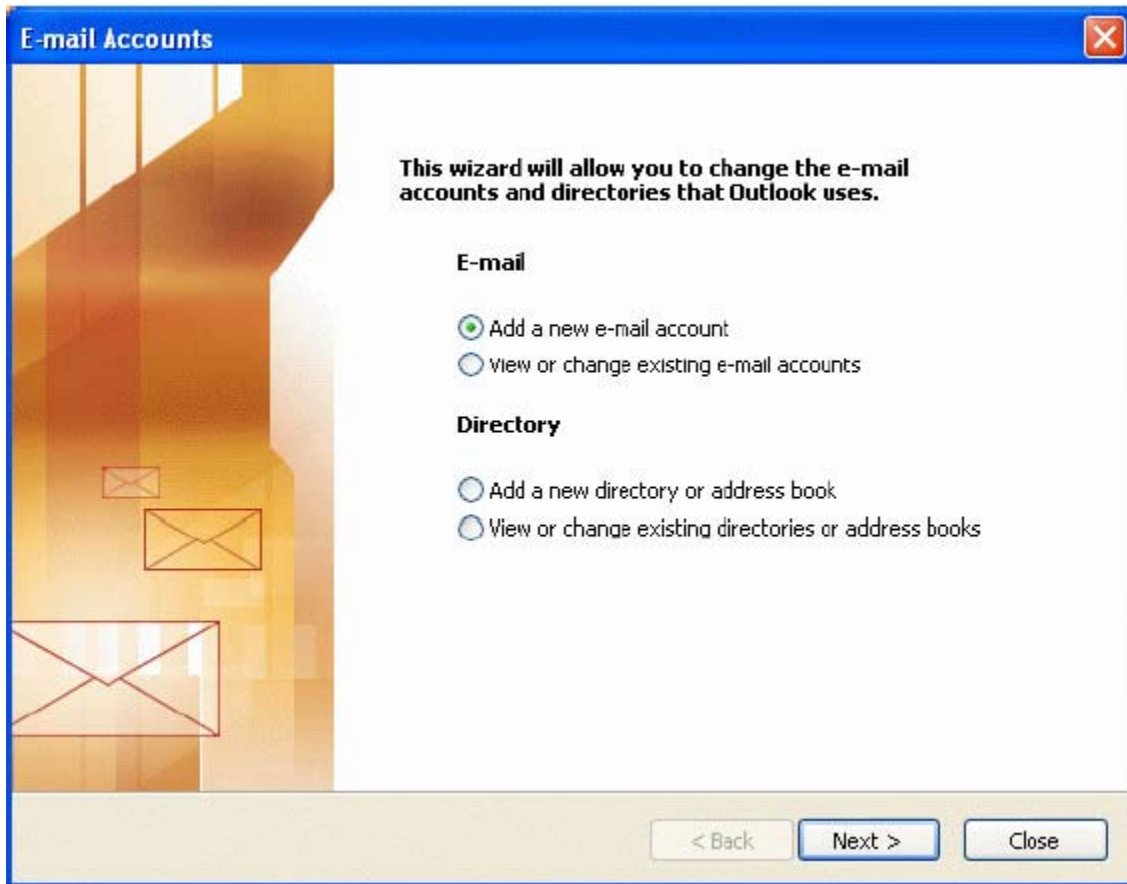 E-mail Accounts
This wizard will allow you to change the e-mail
accounts and directories that Outlook uses.
E-mail
Add a new e-mail account
View or change existing e-mail accounts
Directory
Add a new directory or address book
View or change existing directories or address books
< Back
Next >
Close